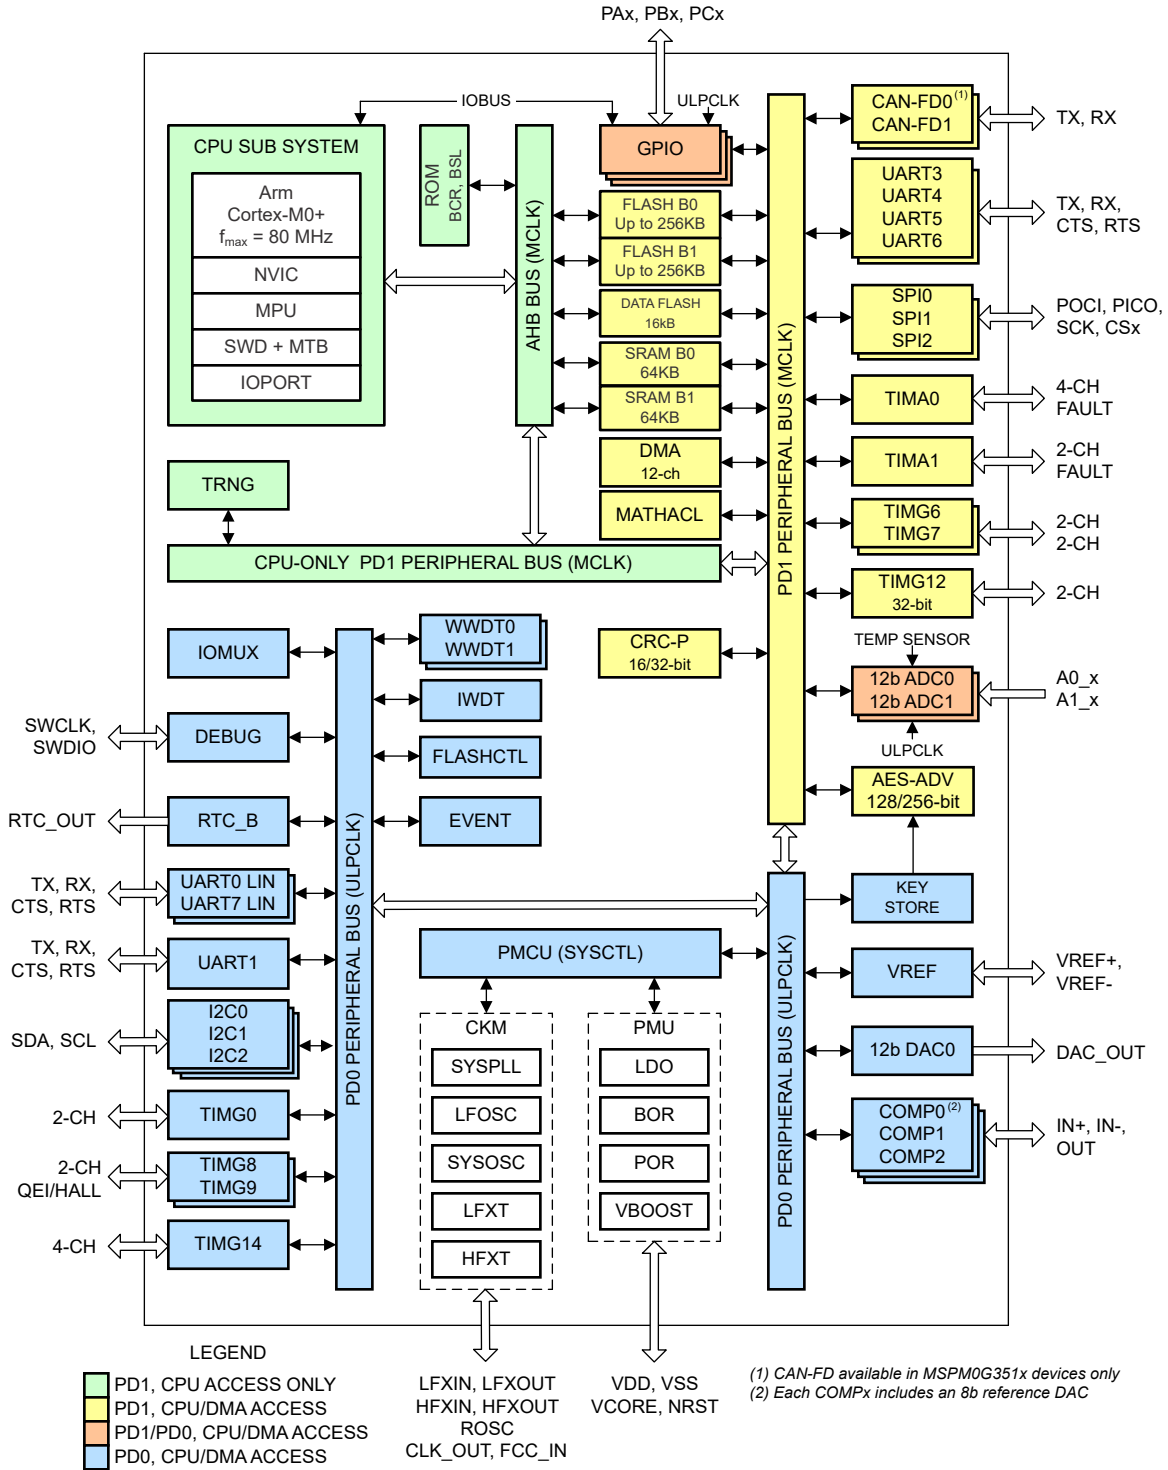 PAx, PBx, PCx
IOBUS
ULPCLK
CPU SUB SYSTEM
Arm
Cortex-M0+
fmax = 80 MHz
NVIC
MPU
SWD + MTB
IOPORT
ROM
BCR, BSL
AHB BUS (MCLK)
GPIO
FLASH B0
Up to 256KB
FLASH B1
Up to 256KB
DATA FLASH
16kB
SRAM B0
64KB
SRAM B1
64KB
DMA
12-ch
MATHACL
TRNG
CPU-ONLY PD1 PERIPHERAL BUS (MCLK)
CRC-P
16/32-bit
PD1 PERIPHERAL BUS (MCLK)
CAN-FD0(1)
CAN-FD1
TX, RX
UART3
UART4
UART5
UART6
TX, RX,
CTS, RTS
SPI0
SPI1
SPI2
POCI, PICO,
SCK, CSx
TIMA0
4-CH
FAULT
TIMA1
2-CH
FAULT
TIMG6
TIMG7
2-CH
2-CH
TIMG12
32-bit
2-CH
TEMP SENSOR
12b ADC0
12b ADC1
A0_x
A1_x
ULPCLK
AES-ADV
128/256-bit
KEY
STORE
VREF
VREF+,
VREF-
12b DAC0
DAC_OUT
COMP0(2)
COMP1
COMP2
IN+, IN-,
OUT
PD0 PERIPHERAL BUS (ULPCLK)
IOMUX
SWCLK,
SWDIO
DEBUG
RTC_OUT
RTC_B
TX, RX,
CTS, RTS
UART0 LIN
UART7 LIN
TX, RX,
CTS, RTS
UART1
SDA, SCL
I2C0
I2C1
I2C2
2-CH
TIMG0
2-CH
QEI/HALL
TIMG8
TIMG9
4-CH
TIMG14
PD0 PERIPHERAL BUS (ULPCLK)
WWDT0
WWDT1
IWDT
FLASHCTL
EVENT
PMCU (SYSCTL)
CKM
SYSPLL
LFOSC
SYSOSC
LFXT
HFXT
PMU
LDO
BOR
POR
VBOOST
LFXIN, LFXOUT
HFXIN, HFXOUT
ROSC
CLK_OUT, FCC_IN
VDD, VSS
VCORE, NRST
LEGEND
PD1, CPU ACCESS ONLY
PD1, CPU/DMA ACCESS
PD1/PD0, CPU/DMA ACCESS
PD0, CPU/DMA ACCESS
(1) CAN-FD available in MSPM0G351x devices only
(2) Each COMPx includes an 8b reference DAC